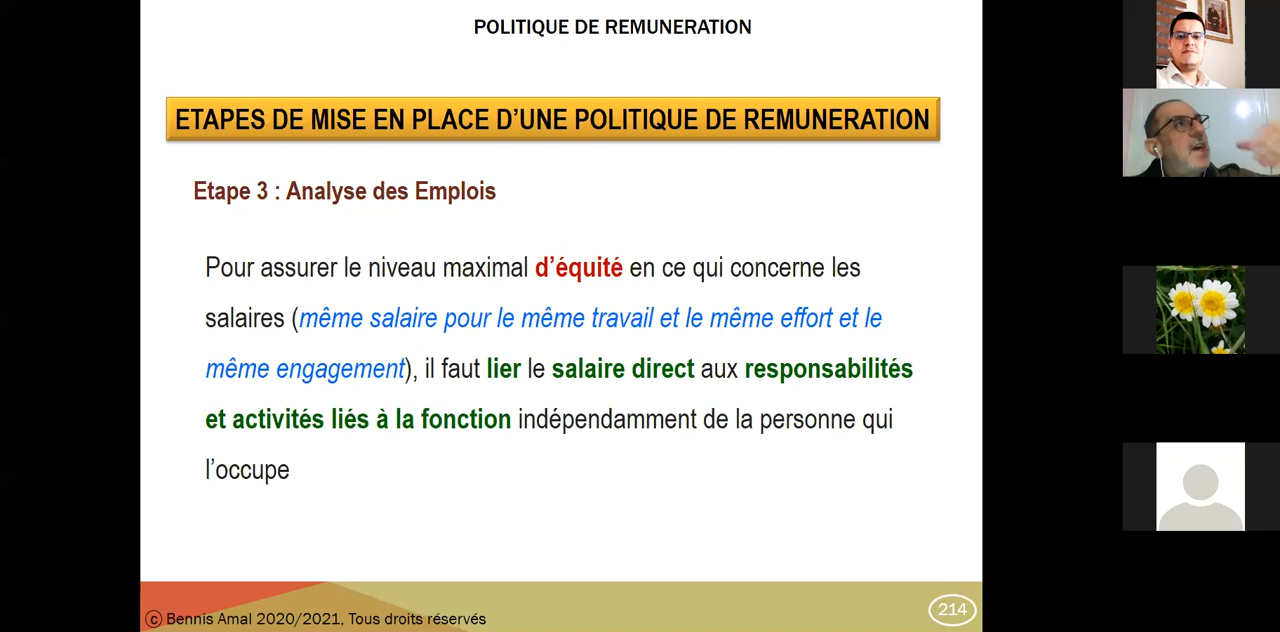 POLITIQUE DE REMUNERATION
ETAPES DE MISE EN PLACE D’UNE POLITIQUE DE REMUNERATION
Etape 3 : Analyse des Emplois
Pour assurer le niveau maximal d’équité en ce qui concerne les
salaires (même salaire pour le même travail et le même effort et le
même engagement), il faut lier le salaire direct aux responsabilités
et activités liés à la fonction indépendamment de la personne qui
l’occupe
© Bennis Amal 2020/2021, Tous droits réservés
214